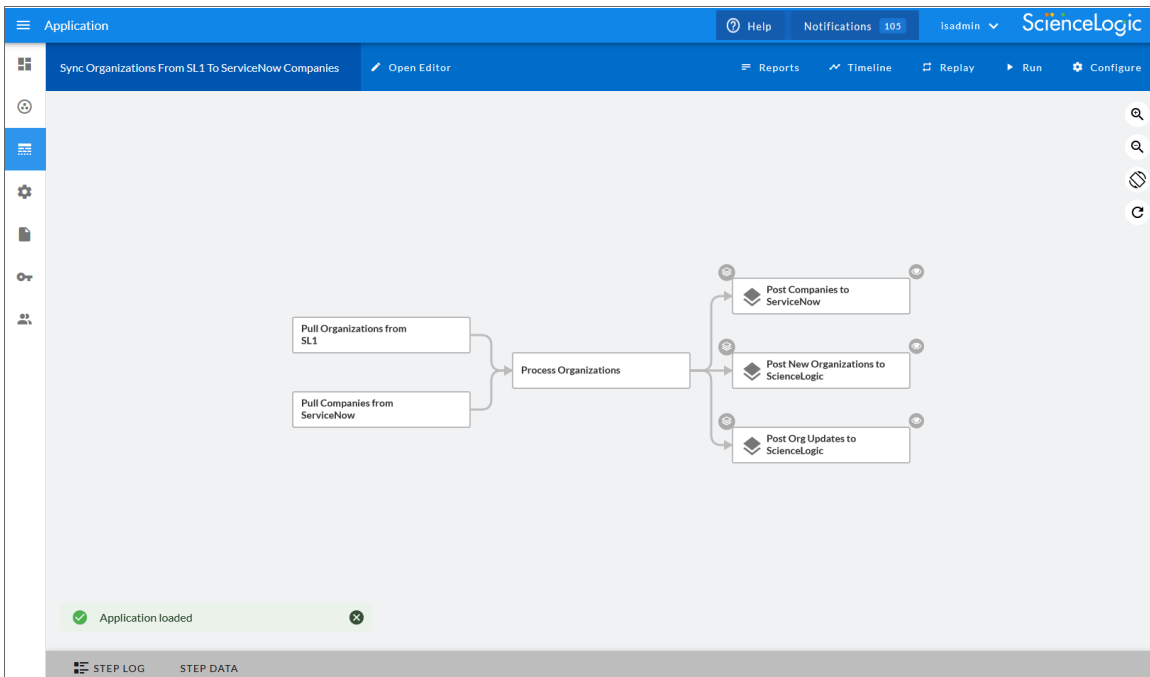 Application
Help
Notifications 105
isadmin
ScienceLogic
Sync Organizations From SL1 To ServiceNow Companies
Open Editor
Reports
Timeline
Replay
Run
Configure
Post Companies to
ServiceNow
Pull Organizations from
SL1
Process Organizations
Post New Organizations to
ScienceLogic
Pull Companies from
ServiceNow
Post Org Updates to
ScienceLogic
Application loaded
STEP LOG
STEP DATA